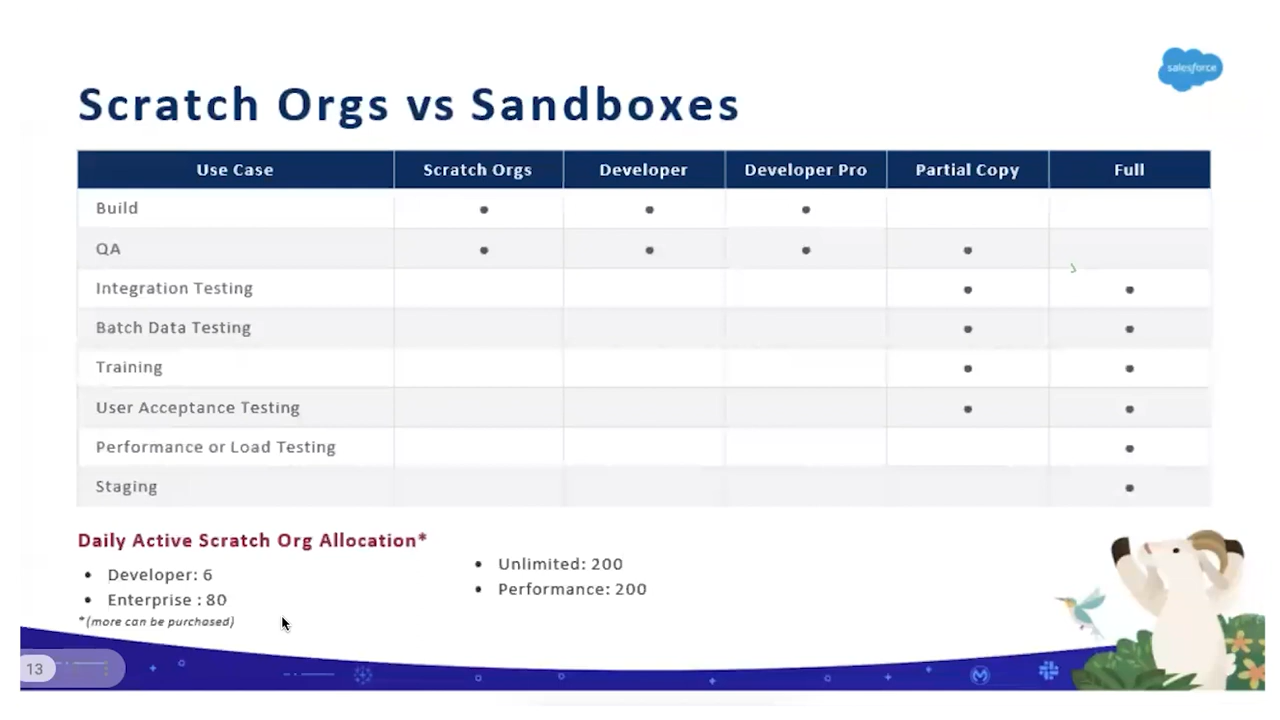 salesforce
Scratch Orgs vs Sandboxes
Use Case Scratch Orgs Developer Developer Pro Partial Copy Full
Build • • •
QA • • • •
Integration Testing • •
Batch Data Testing • •
Training • •
User Acceptance Testing • •
Performance or Load Testing •
Staging •
Daily Active Scratch Org Allocation*
• Developer: 6
• Enterprise : 80
*(more can be purchased)
• Unlimited: 200
• Performance: 200
13